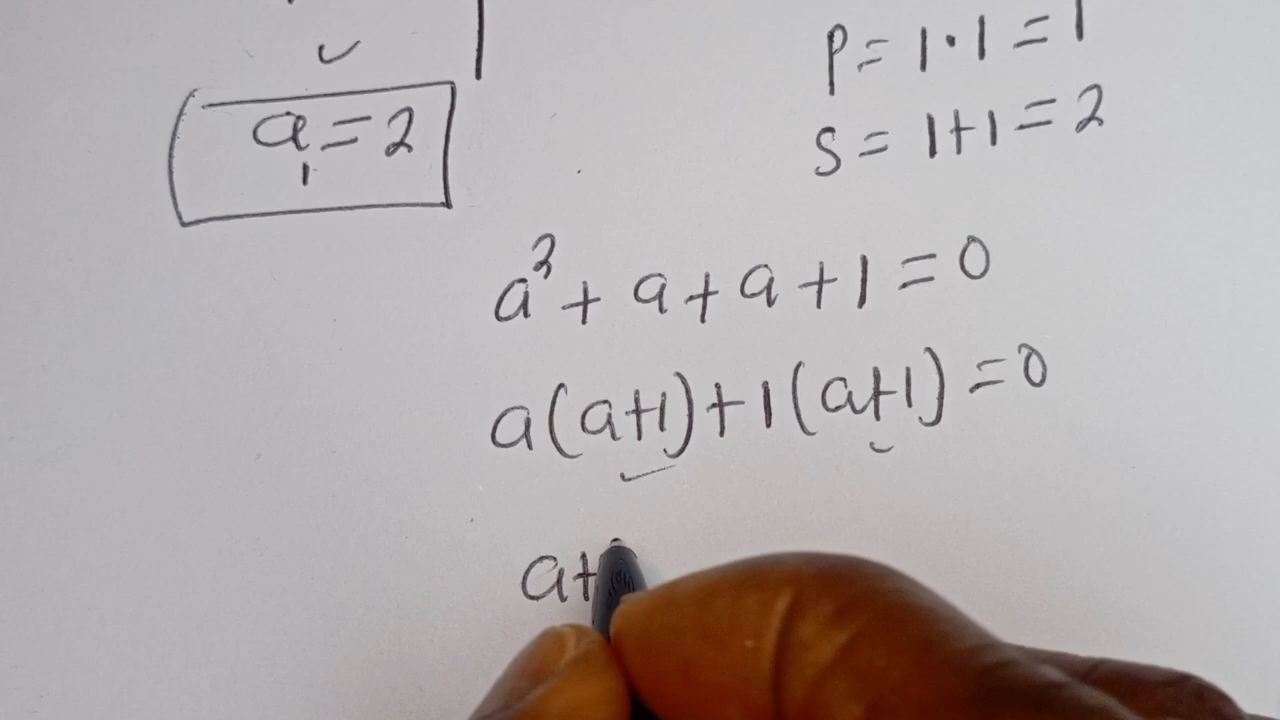 P = 1·1 = 1
S = 1+1 = 2
a₁ = 2
a² + a + a + 1 = 0
a(a+1) + 1(a+1) = 0
a+